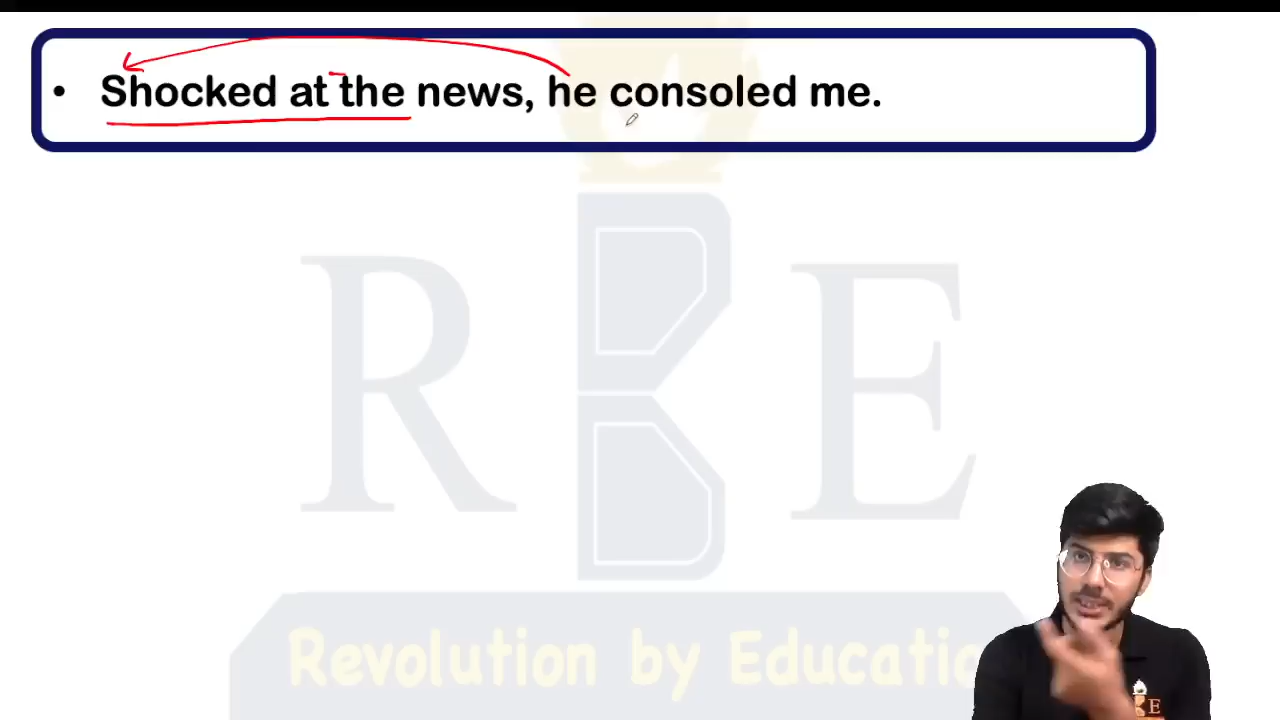 • Shocked at the news, he consoled me.
R B E
Revolution by Educatio
E